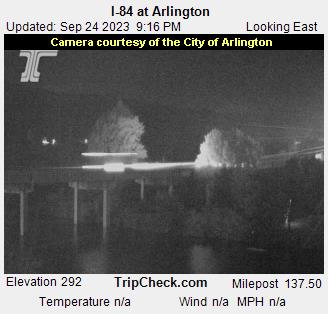 I-84 at Arlington
Updated: Sep 24 2023 9:16 PM Looking East
Camera courtesy of the City of Arlington
Elevation 292 TripCheck.com Milepost 137.50
Temperature n/a Wind n/a MPH n/a